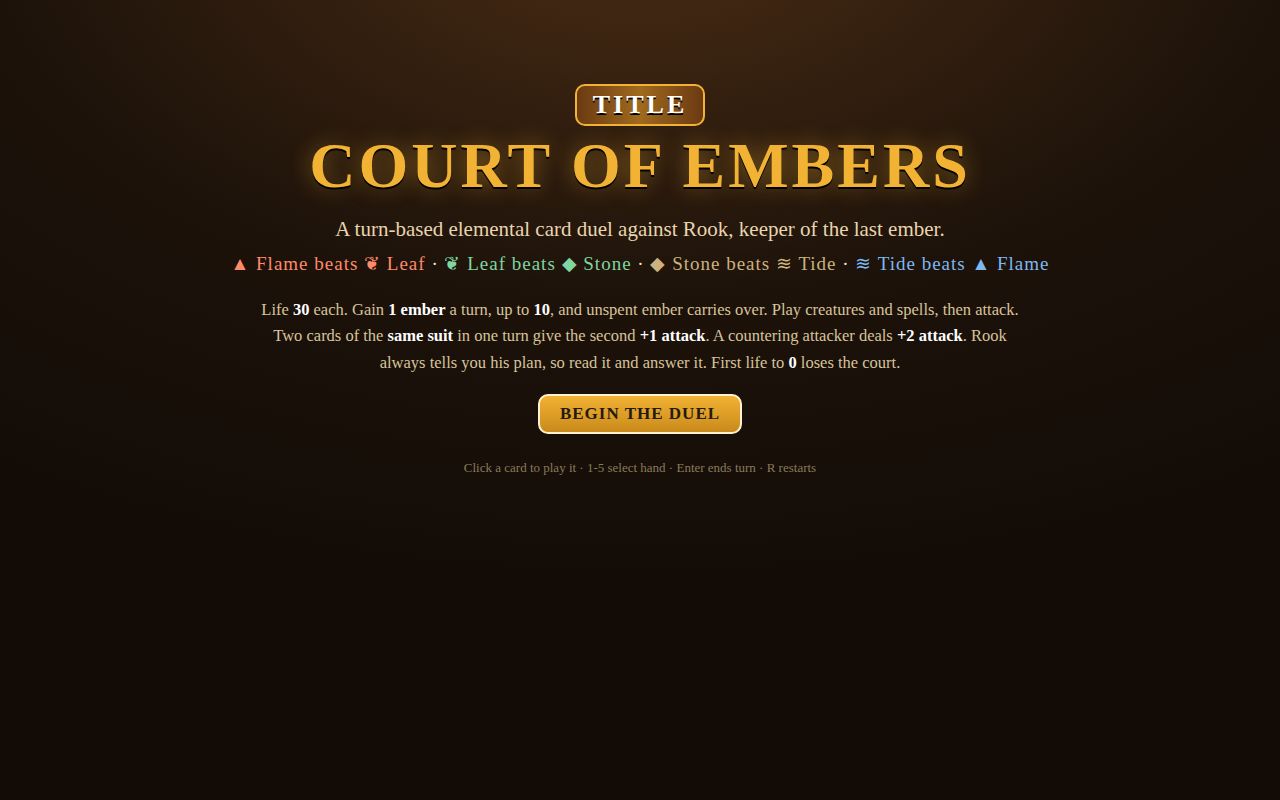 TITLE
COURT OF EMBERS
A turn-based elemental card duel against Rook, keeper of the last ember.
▲ Flame beats ❦ Leaf · ❦ Leaf beats ◆ Stone · ◆ Stone beats ≋ Tide · ≋ Tide beats ▲ Flame
Life 30 each. Gain 1 ember a turn, up to 10, and unspent ember carries over. Play creatures and spells, then attack.
Two cards of the same suit in one turn give the second +1 attack. A countering attacker deals +2 attack. Rook
always tells you his plan, so read it and answer it. First life to 0 loses the court.
BEGIN THE DUEL
Click a card to play it · 1-5 select hand · Enter ends turn · R restarts